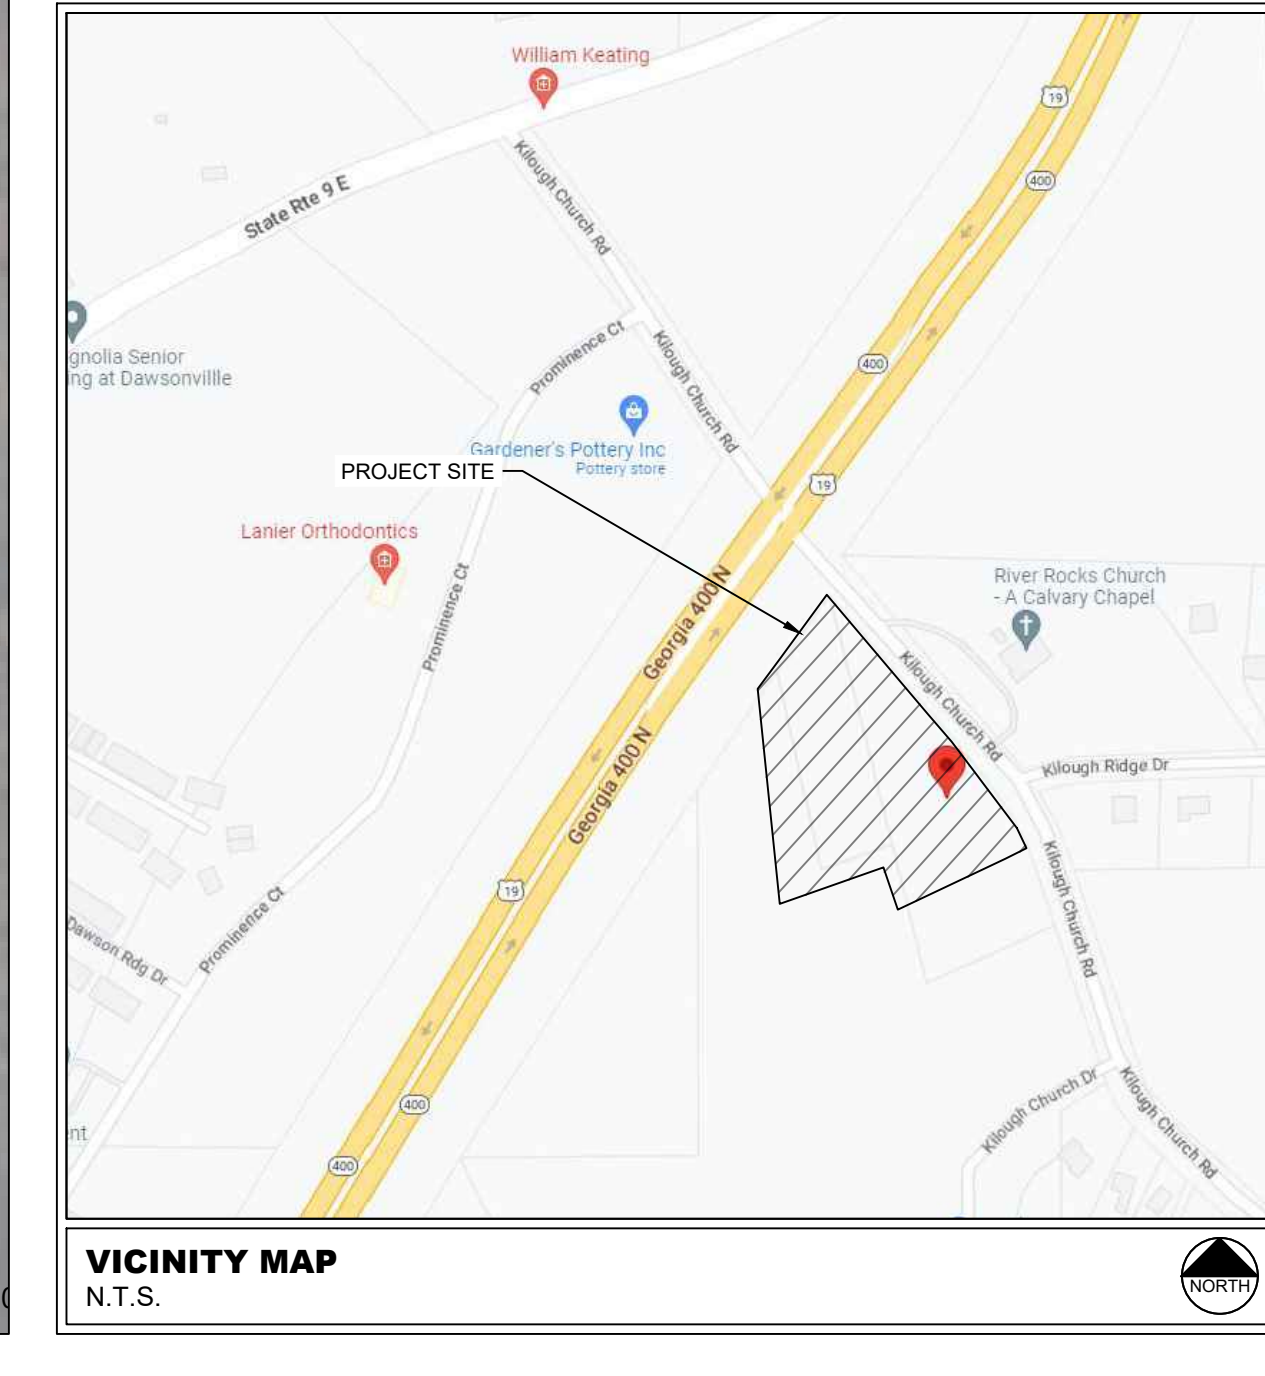 William Keating
19
Kilough Church Rd
400
State Rte 9 E
gnolia Senior
ing at Dawsonvillle
Prominence Ct
Kilough Church Rd
400
Gardener's Pottery Inc
Pottery store
PROJECT SITE
19
Lanier Orthodontics
Prominence Ct
Georgia 400 N
River Rocks Church
- A Calvary Chapel
Kilough Church Rd
Georgia 400 N
Kilough Ridge Dr
19
Kilough Church Rd
Prominence Ct
Dawson Rdg Dr
400
Kilough Church Dr
Kilough Church Rd
nt
400
VICINITY MAP
N.T.S.
NORTH